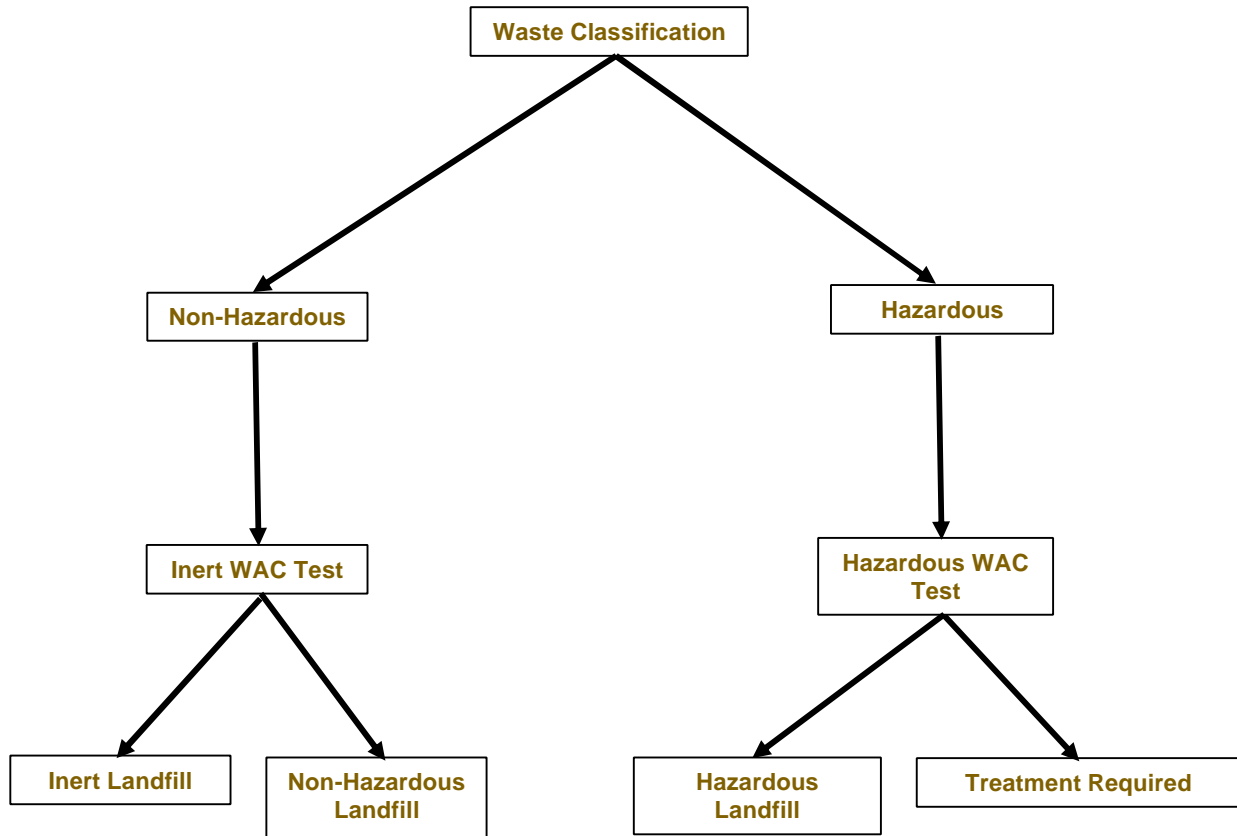 Waste Classification
Non-Hazardous
Hazardous
Inert WAC Test
Hazardous WAC
Test
Inert Landfill
Non-Hazardous
Landfill
Hazardous
Landfill
Treatment Required